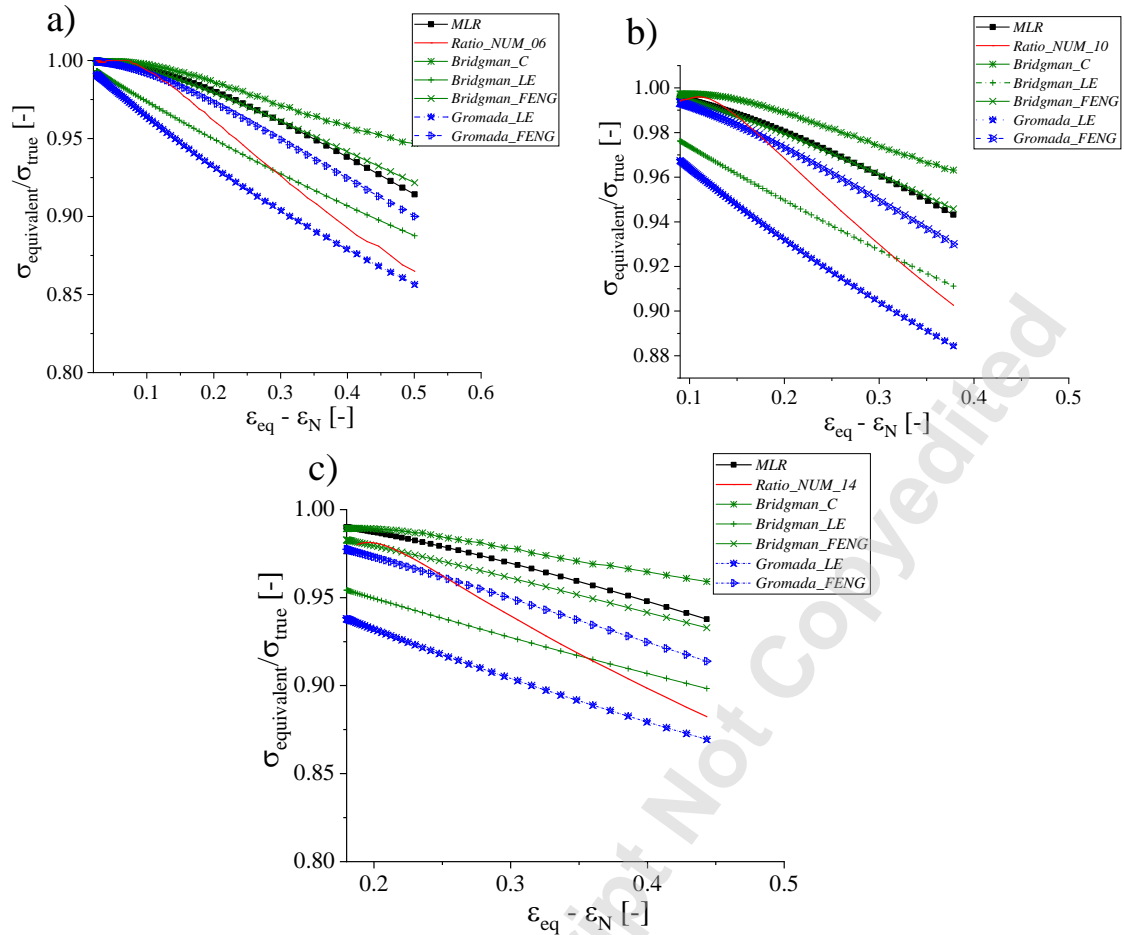 a)
MLR
Ratio_NUM_06
Bridgman_C
Bridgman_LE
Bridgman_FENG
Gromada_LE
Gromada_FENG
1.00
0.95
0.90
0.85
0.80
σequivalent/σtrue [-]
0.1 0.2 0.3 0.4 0.5 0.6
εeq - εN [-]
b)
MLR
Ratio_NUM_10
Bridgman_C
Bridgman_LE
Bridgman_FENG
Gromada_LE
Gromada_FENG
1.00
0.98
0.96
0.94
0.92
0.90
0.88
σequivalent/σtrue [-]
0.1 0.2 0.3 0.4 0.5
εeq - εN [-]
c)
MLR
Ratio_NUM_14
Bridgman_C
Bridgman_LE
Bridgman_FENG
Gromada_LE
Gromada_FENG
1.00
0.95
0.90
0.85
0.80
σequivalent/σtrue [-]
0.2 0.3 0.4 0.5
εeq - εN [-]
ipt Not Copyedited